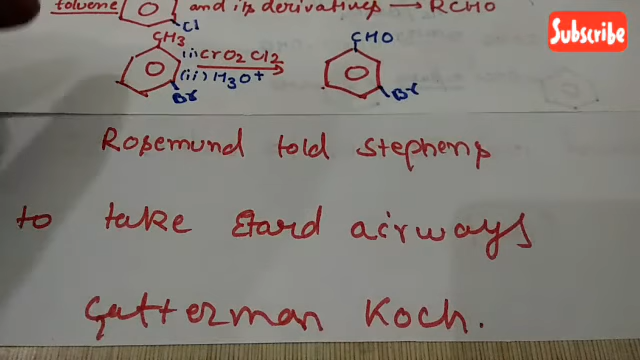 toluene and its derivatives → RCHO
Cl
CH3 CHO
Subscribe
(i) CrO2Cl2
(ii) H3O+
Br Br
Rosemund told Stephens
to take Etard airways
Gatterman Koch.